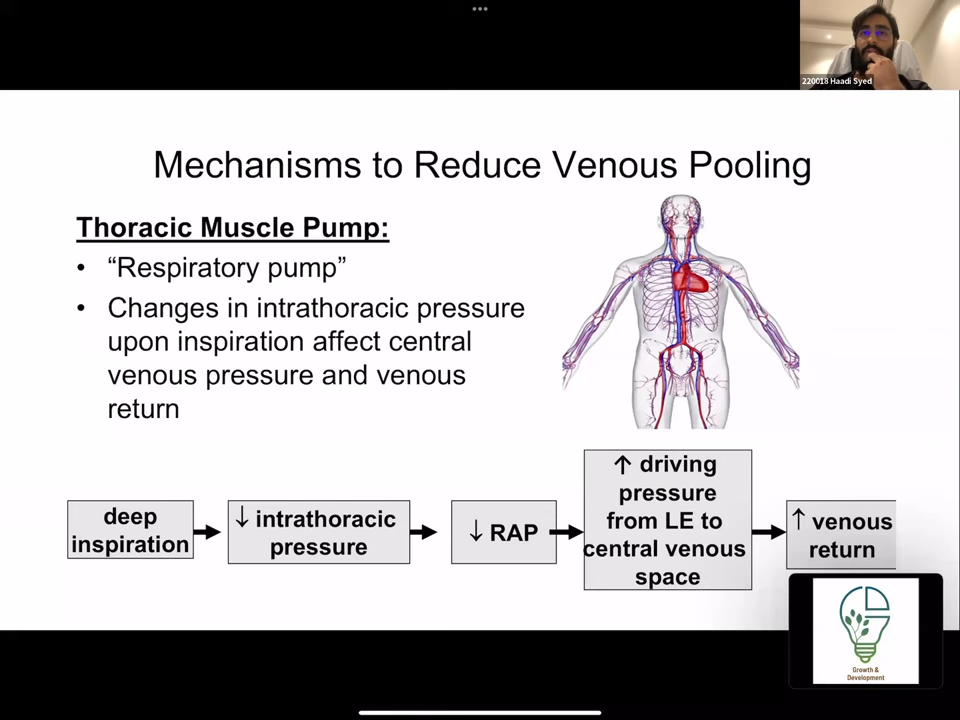 220018 Haadi Syed
Mechanisms to Reduce Venous Pooling
Thoracic Muscle Pump:
• “Respiratory pump”
• Changes in intrathoracic pressure
upon inspiration affect central
venous pressure and venous
return
deep
inspiration
↓ intrathoracic
pressure
↓ RAP
↑ driving
pressure
from LE to
central venous
space
↑ venous
return
Growth &
Development